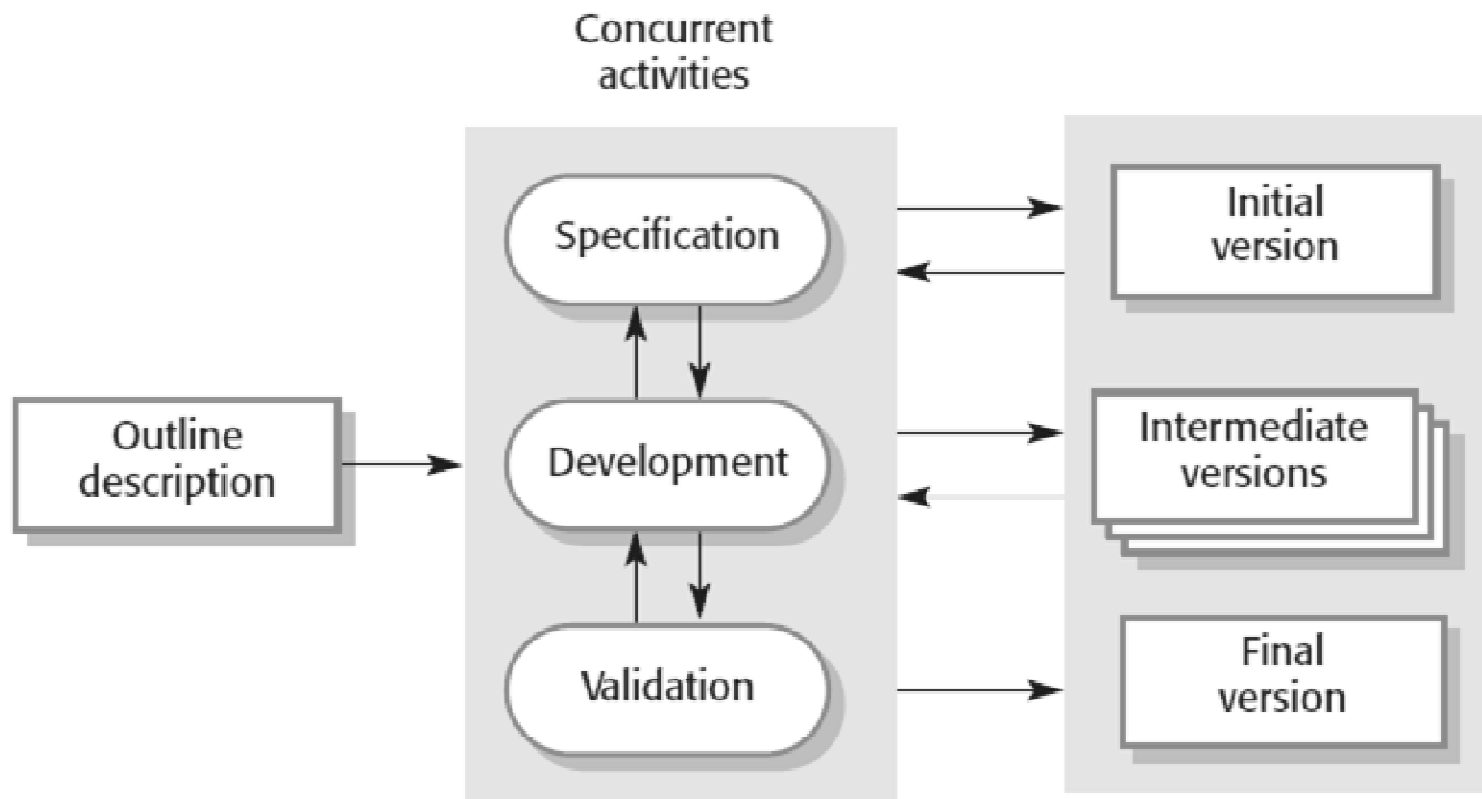 Concurrent
activities
Specification
Initial
version
Outline
description
Development
Intermediate
versions
Validation
Final
version